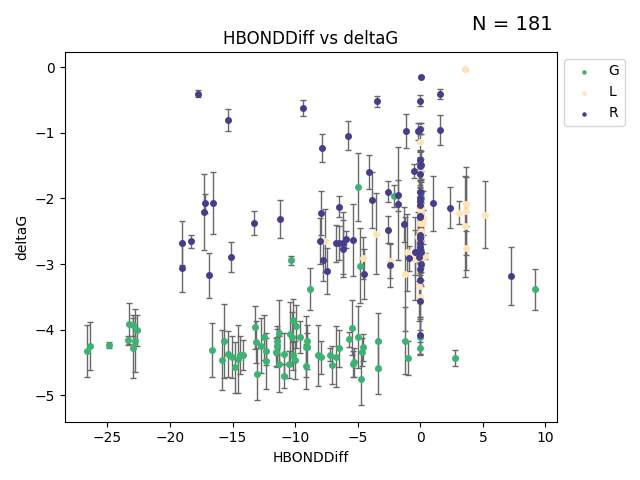 N = 181
HBONDDiff vs deltaG
G
L
R
deltaG
0
−1
−2
−3
−4
−5
−25 −20 −15 −10 −5 0 5 10
HBONDDiff